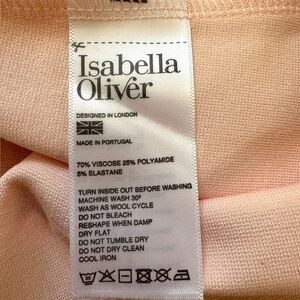 Isabella
Oliver
DESIGNED IN LONDON
MADE IN PORTUGAL
70% VISCOSE 25% POLYAMIDE
5% ELASTANE
TURN INSIDE OUT BEFORE WASHING
MACHINE WASH 30°
WASH AS WOOL CYCLE
DO NOT BLEACH
RESHAPE WHEN DAMP
DRY FLAT
DO NOT TUMBLE DRY
DO NOT DRY CLEAN
COOL IRON
30